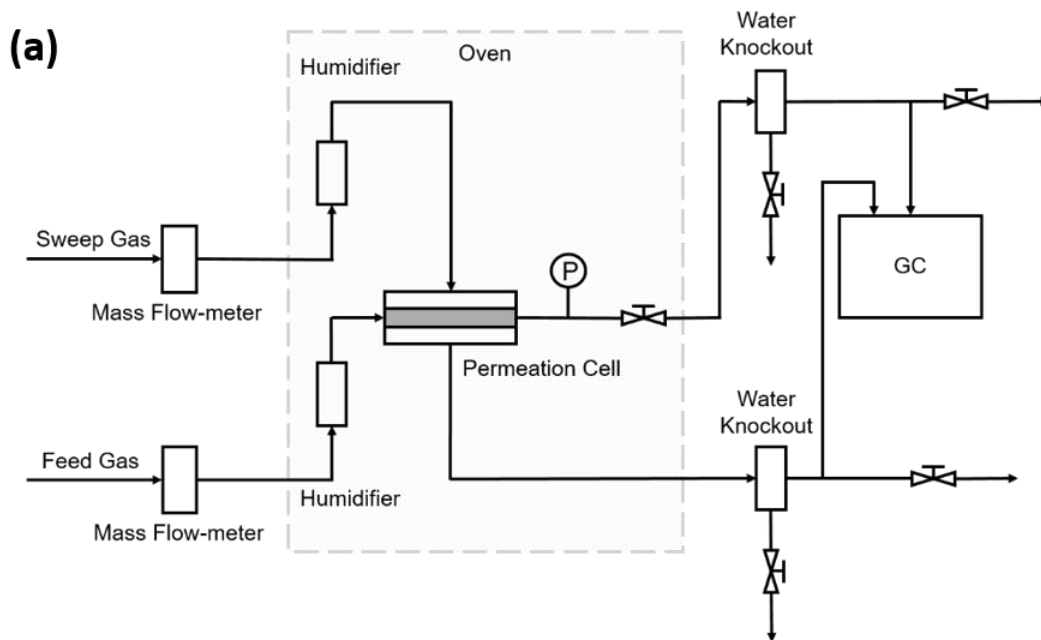 (a)
Oven
Humidifier
Water
Knockout
Sweep Gas
Mass Flow-meter
P
GC
Permeation Cell
Feed Gas
Mass Flow-meter
Humidifier
Water
Knockout